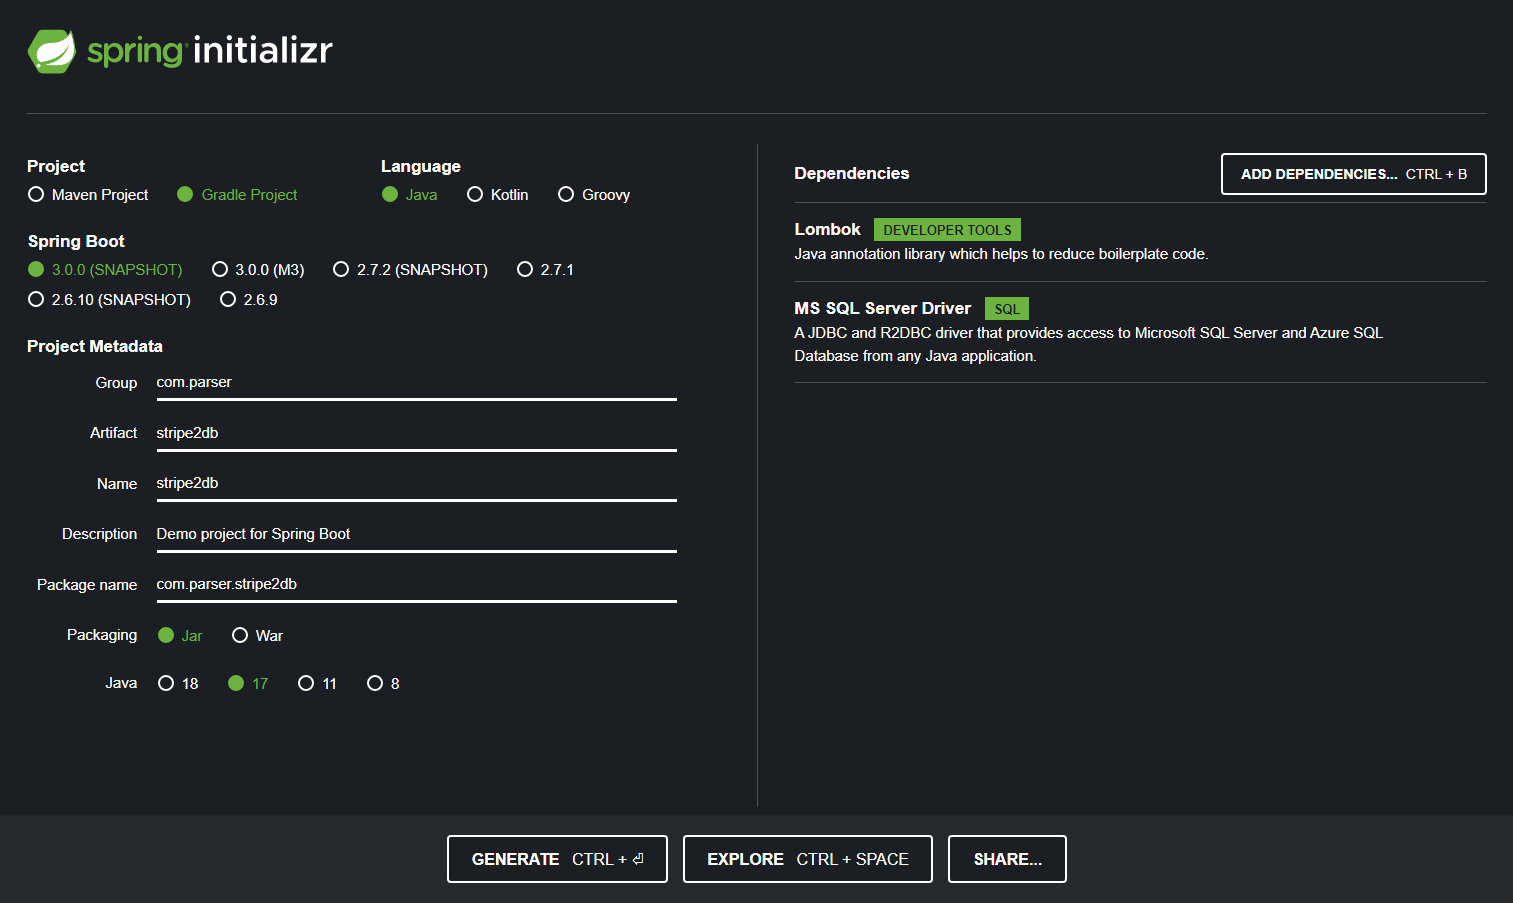 spring initializr
Project
Maven Project Gradle Project
Language
Java Kotlin Groovy
Spring Boot
3.0.0 (SNAPSHOT) 3.0.0 (M3) 2.7.2 (SNAPSHOT) 2.7.1
2.6.10 (SNAPSHOT) 2.6.9
Project Metadata
Group com.parser
Artifact stripe2db
Name stripe2db
Description Demo project for Spring Boot
Package name com.parser.stripe2db
Packaging Jar War
Java 18 17 11 8
Dependencies ADD DEPENDENCIES... CTRL + B
Lombok DEVELOPER TOOLS
Java annotation library which helps to reduce boilerplate code.
MS SQL Server Driver SQL
A JDBC and R2DBC driver that provides access to Microsoft SQL Server and Azure SQL
Database from any Java application.
GENERATE CTRL + ⏎ EXPLORE CTRL + SPACE SHARE...